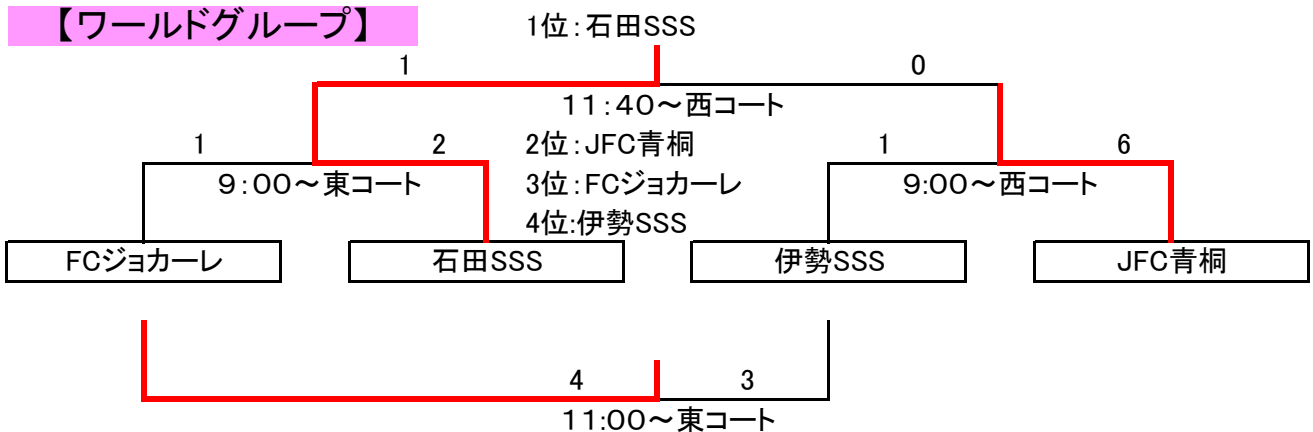 【ワールドグループ】
1位：石田SSS
1
0
１１：４０～西コート
1
2
2位：JFC青桐
1
6
９：００～東コート
3位：FCジョカーレ
９:００～西コート
4位:伊勢SSS
FCジョカーレ
石田SSS
伊勢SSS
JFC青桐
4
3
１１:００～東コート